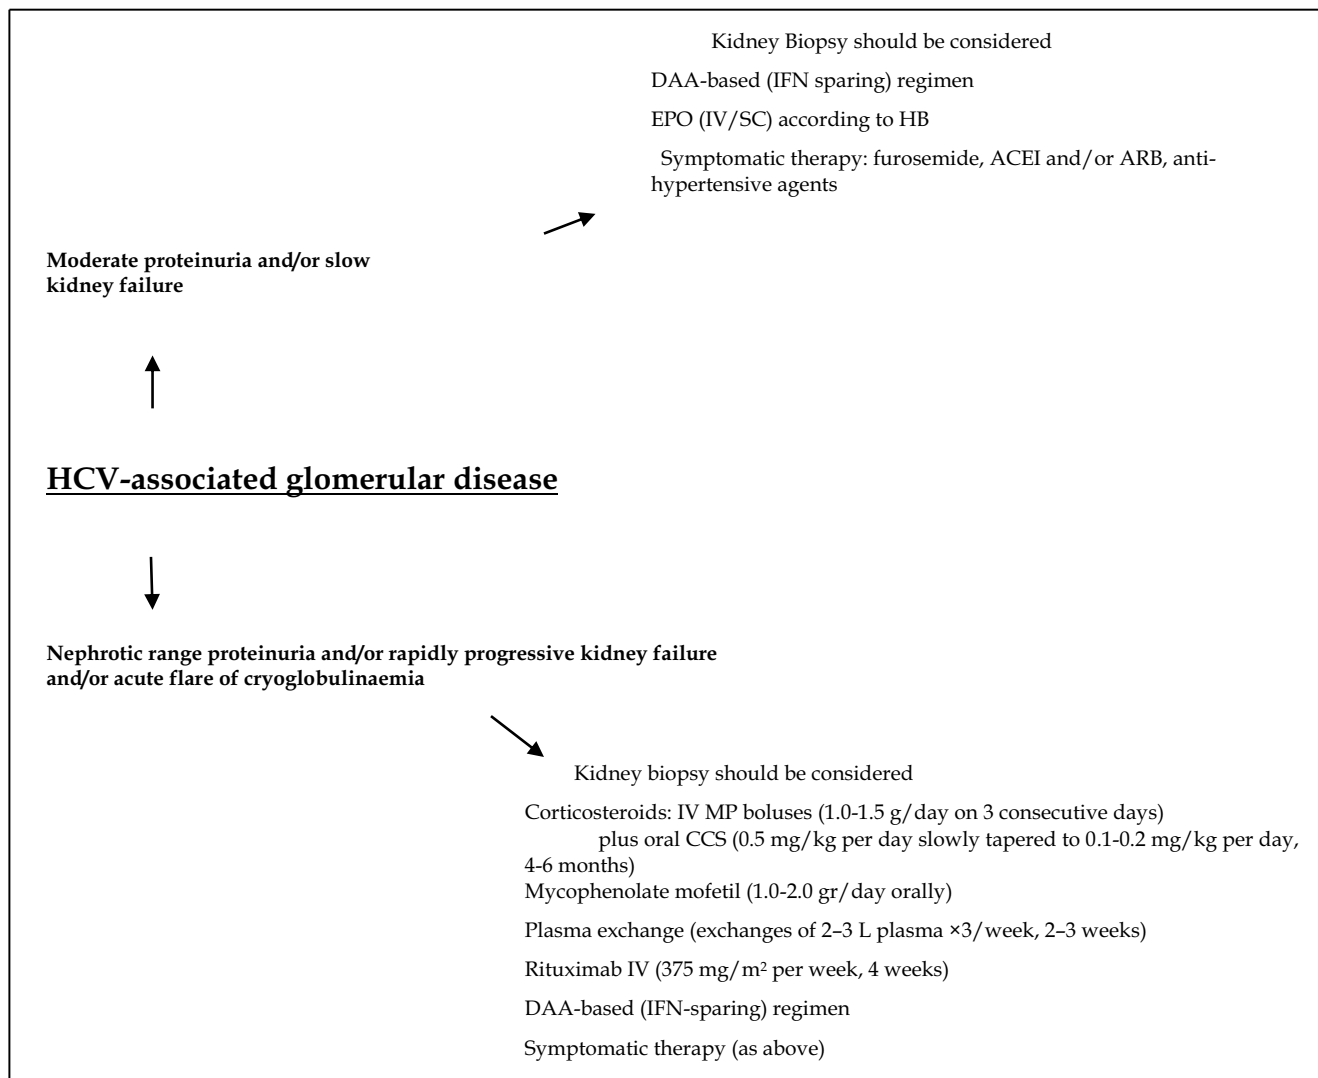 Kidney Biopsy should be considered
DAA-based (IFN sparing) regimen
EPO (IV/SC) according to HB
Symptomatic therapy: furosemide, ACEI and/or ARB, anti-
hypertensive agents
Moderate proteinuria and/or slow
kidney failure
HCV-associated glomerular disease
Nephrotic range proteinuria and/or rapidly progressive kidney failure
and/or acute flare of cryoglobulinaemia
Kidney biopsy should be considered
Corticosteroids: IV MP boluses (1.0-1.5 g/day on 3 consecutive days)
plus oral CCS (0.5 mg/kg per day slowly tapered to 0.1-0.2 mg/kg per day,
4-6 months)
Mycophenolate mofetil (1.0-2.0 gr/day orally)
Plasma exchange (exchanges of 2–3 L plasma ×3/week, 2–3 weeks)
Rituximab IV (375 mg/m² per week, 4 weeks)
DAA-based (IFN-sparing) regimen
Symptomatic therapy (as above)